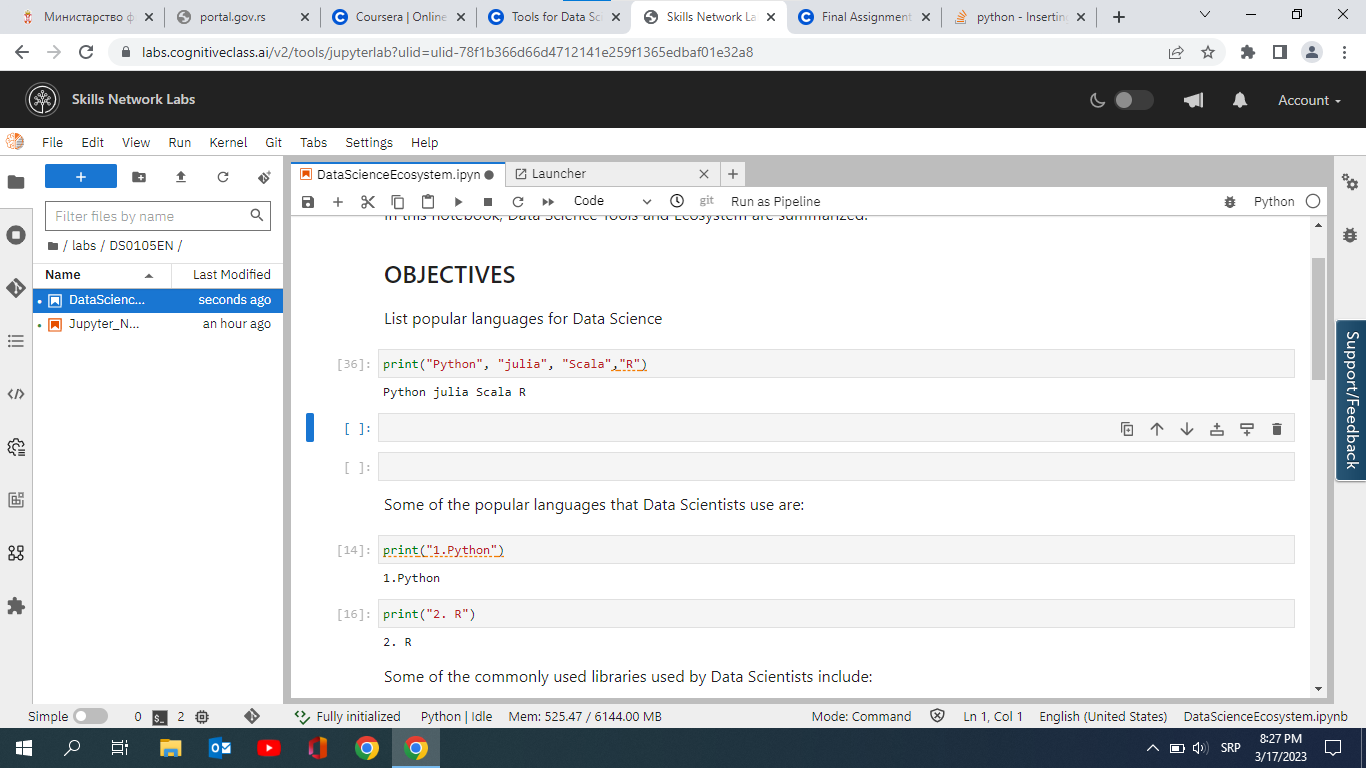 Министарство ф
portal.gov.rs
Coursera | Online
Tools for Data Sc
Skills Network La
Final Assignment
python - Insertin
labs.cognitiveclass.ai/v2/tools/jupyterlab?ulid=ulid-78f1b366d66d4712141e259f1365edbaf01e32a8
Skills Network Labs
Account
File Edit View Run Kernel Git Tabs Settings Help
DataScienceEcosystem.ipyn
Launcher
Code
git
Run as Pipeline
Python
Filter files by name
/ labs / DS0105EN /
Name Last Modified
DataScienc... seconds ago
Jupyter_N... an hour ago
In this notebook, Data Science Tools and Ecosystem are summarized.
OBJECTIVES
List popular languages for Data Science
[36]: print("Python", "julia", "Scala","R")
Python julia Scala R
[ ]:
[ ]:
Some of the popular languages that Data Scientists use are:
[14]: print("1.Python")
1.Python
[16]: print("2. R")
2. R
Some of the commonly used libraries used by Data Scientists include:
Support/Feedback
Simple 0 2 Fully initialized Python | Idle Mem: 525.47 / 6144.00 MB Mode: Command Ln 1, Col 1 English (United States) DataScienceEcosystem.ipynb
SRP
8:27 PM
3/17/2023